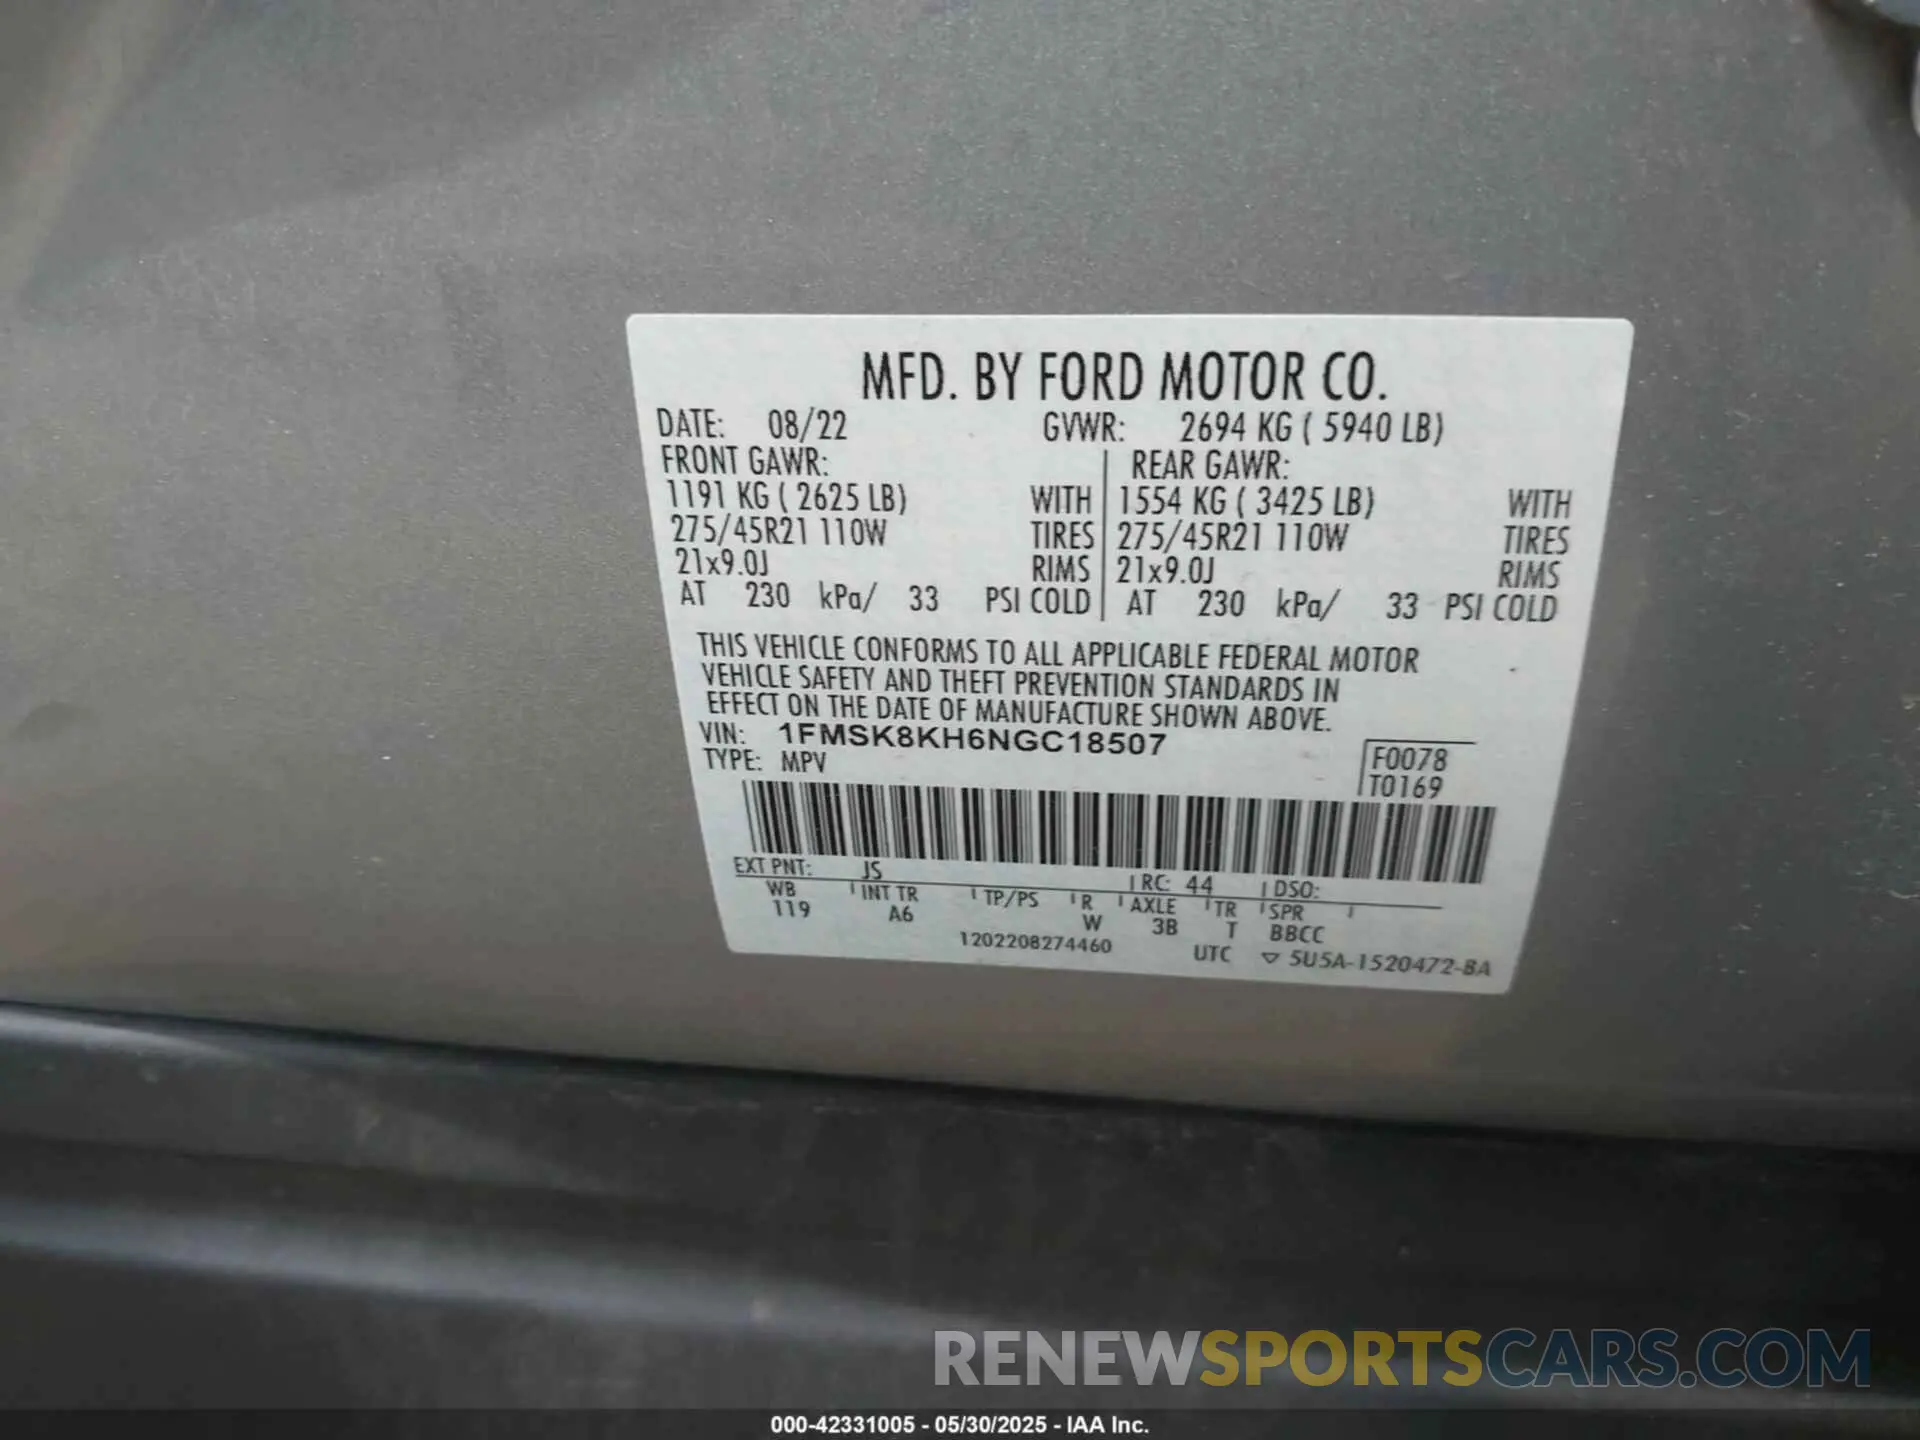 MFD. BY FORD MOTOR CO.
DATE: 08/22 GVWR: 2694 KG ( 5940 LB)
FRONT GAWR: REAR GAWR:
1191 KG ( 2625 LB) WITH 1554 KG ( 3425 LB) WITH
275/45R21 110W TIRES 275/45R21 110W TIRES
21x9.0J RIMS 21x9.0J RIMS
AT 230 kPa/ 33 PSI COLD AT 230 kPa/ 33 PSI COLD
THIS VEHICLE CONFORMS TO ALL APPLICABLE FEDERAL MOTOR
VEHICLE SAFETY AND THEFT PREVENTION STANDARDS IN
EFFECT ON THE DATE OF MANUFACTURE SHOWN ABOVE.
VIN: 1FMSK8KH6NGC18507
TYPE: MPV
F0078
T0169
EXT PNT: JS RC: 44 DSO:
WB INT TR TP/PS R AXLE TR SPR
119 A6 W 3B T BBCC
1202208274460 UTC ▽ 5U5A-1520472-BA
RENEWSPORTSCARS.COM
000-42331005 - 05/30/2025 - IAA Inc.